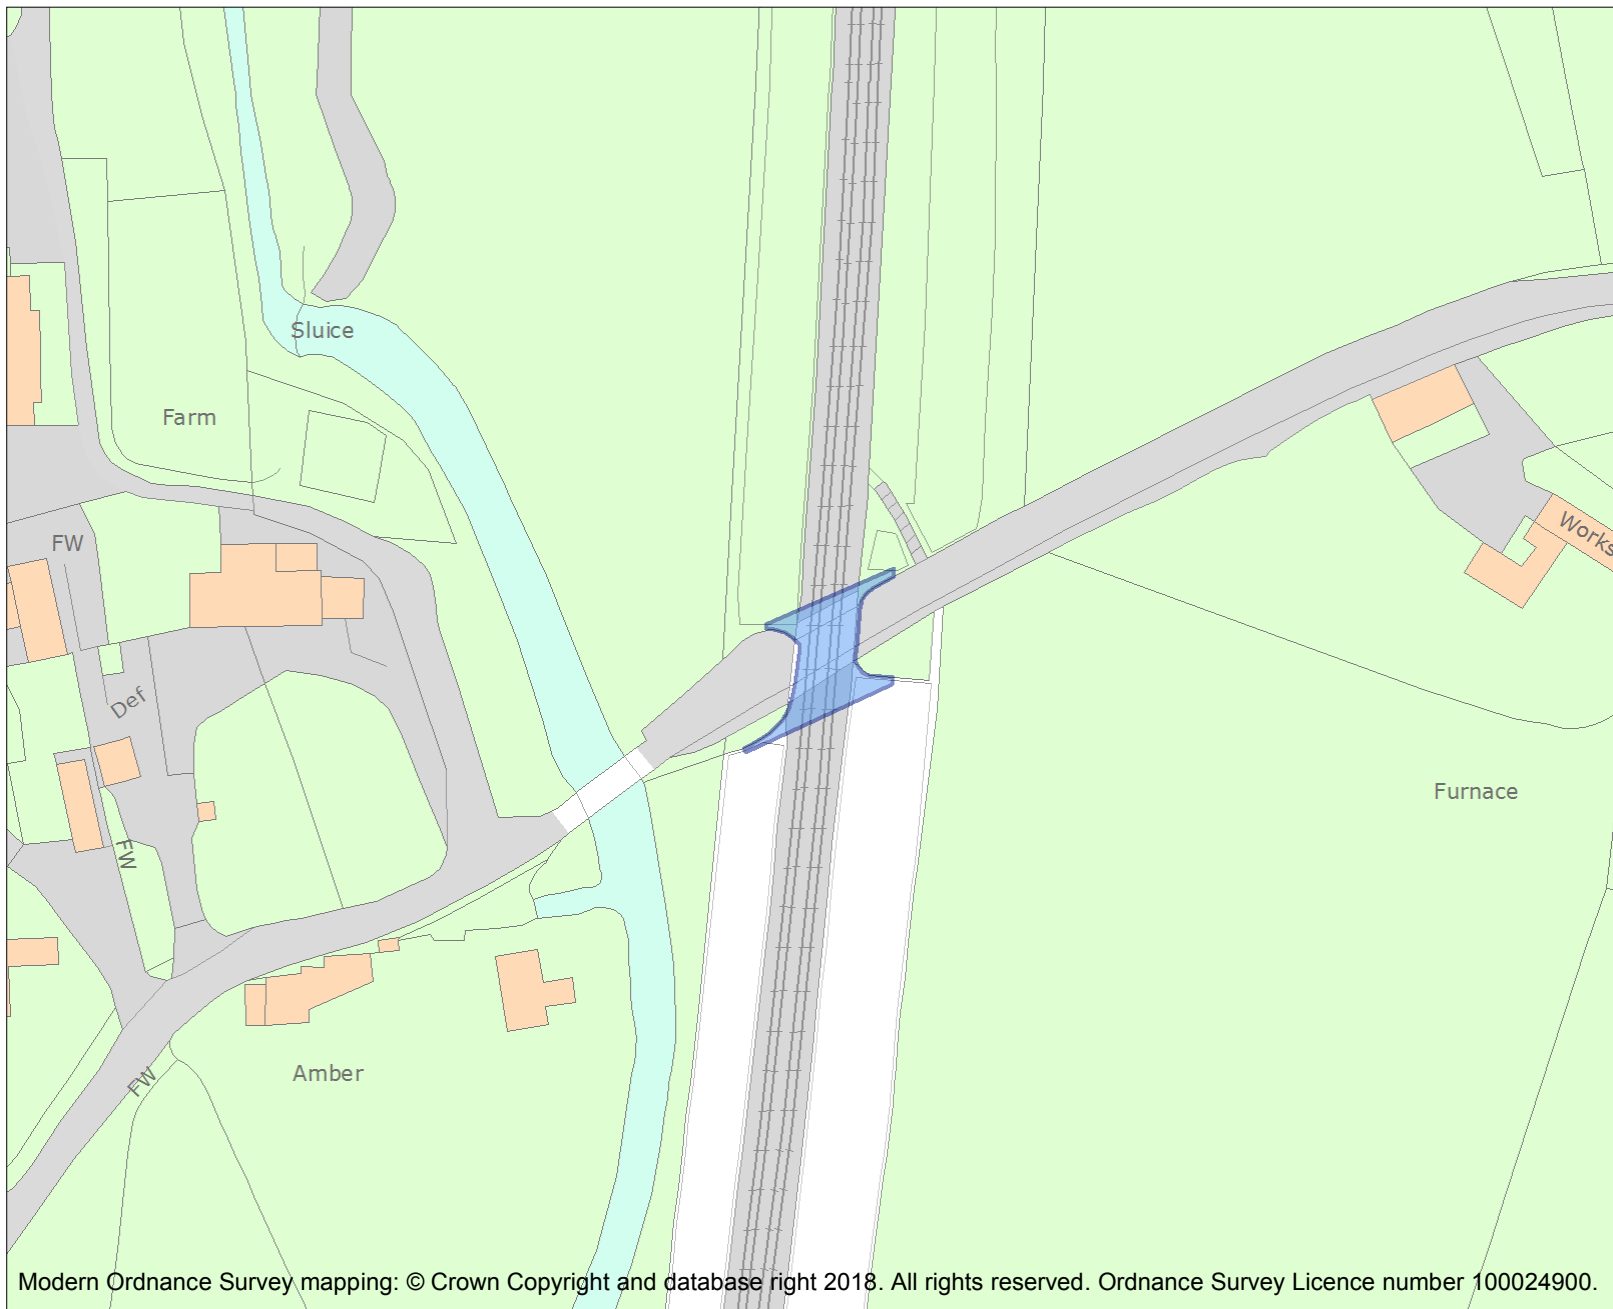 Sluice
Farm
FW
Works
Def
Furnace
FW
Amber
FW
Modern Ordnance Survey mapping: © Crown Copyright and database right 2018. All rights reserved. Ordnance Survey Licence number 100024900.